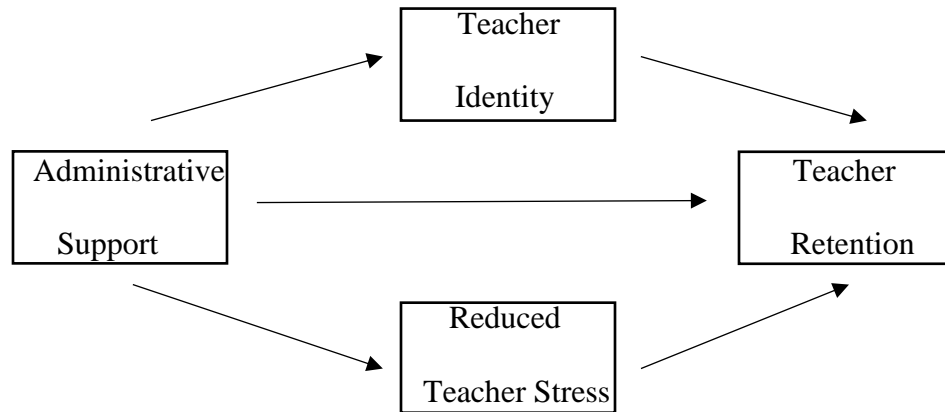 Teacher
Identity
Administrative
Support
Teacher
Retention
Reduced
Teacher Stress